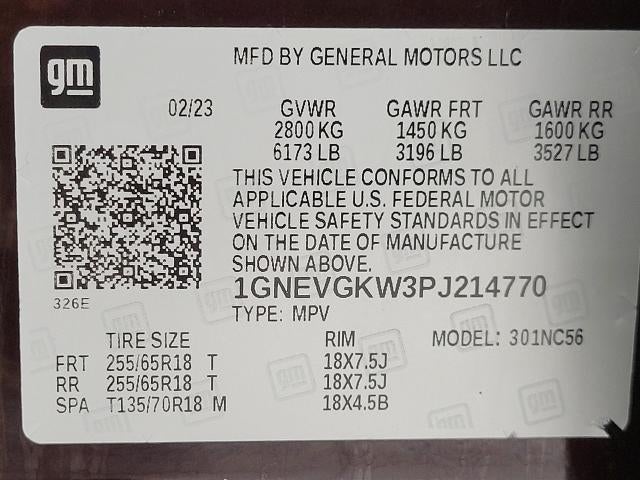 gm
MFD BY GENERAL MOTORS LLC
02/23 GVWR GAWR FRT GAWR RR
2800 KG 1450 KG 1600 KG
6173 LB 3196 LB 3527 LB
THIS VEHICLE CONFORMS TO ALL
APPLICABLE U.S. FEDERAL MOTOR
VEHICLE SAFETY STANDARDS IN EFFECT
ON THE DATE OF MANUFACTURE
SHOWN ABOVE.
326E
1GNEVGKW3PJ214770
TYPE: MPV
TIRE SIZE RIM MODEL: 301NC56
FRT 255/65R18 T 18X7.5J
RR 255/65R18 T 18X7.5J
SPA T135/70R18 M 18X4.5B